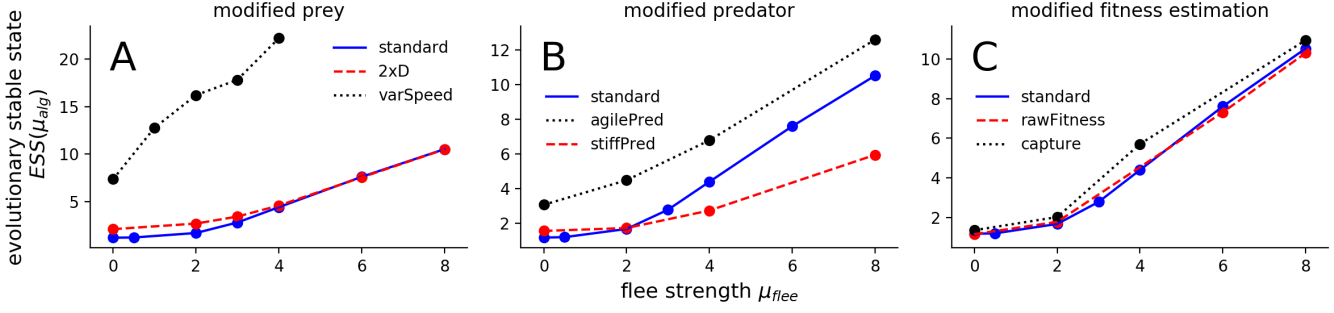 modified prey
modified predator
modified fitness estimation
evolutionary stable state
ESS(μ_alg)
A
standard
2xD
varSpeed
20
15
10
5
0 2 4 6 8
B
standard
agilePred
stiffPred
12
10
8
6
4
2
0 2 4 6 8
C
standard
rawFitness
capture
10
8
6
4
2
0 2 4 6 8
flee strength μ_flee